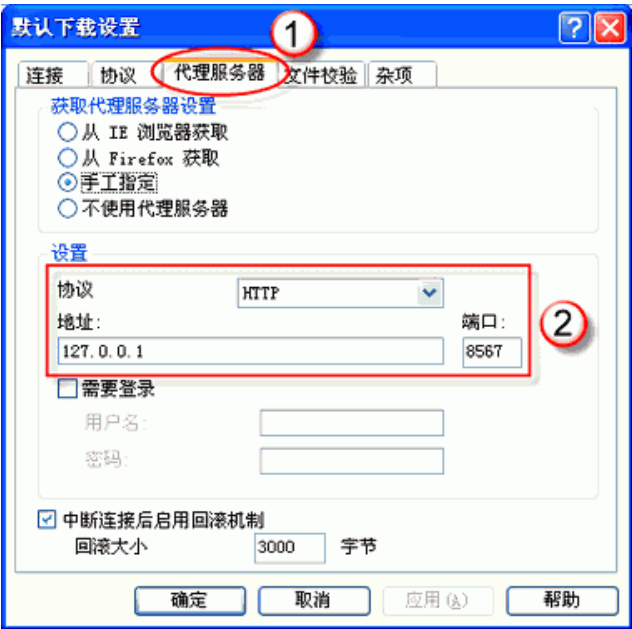 默认下载设置
1
连接 协议 代理服务器 文件校验 杂项
获取代理服务器设置
从 IE 浏览器获取
从 Firefox 获取
手工指定
不使用代理服务器
设置
协议 HTTP
地址: 端口:
127.0.0.1 8567
2
需要登录
用户名:
密码:
中断连接后启用回滚机制
回滚大小 3000 字节
确定 取消 应用(A) 帮助